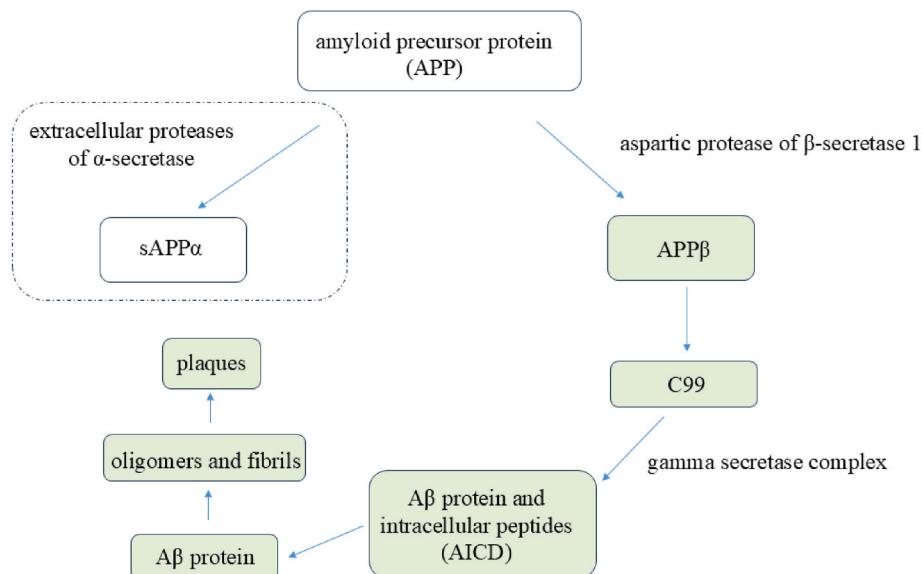 amyloid precursor protein
(APP)
extracellular proteases
of α-secretase
aspartic protease of β-secretase 1
sAPPα
APPβ
plaques
C99
oligomers and fibrils
gamma secretase complex
Aβ protein and
intracellular peptides
(AICD)
Aβ protein